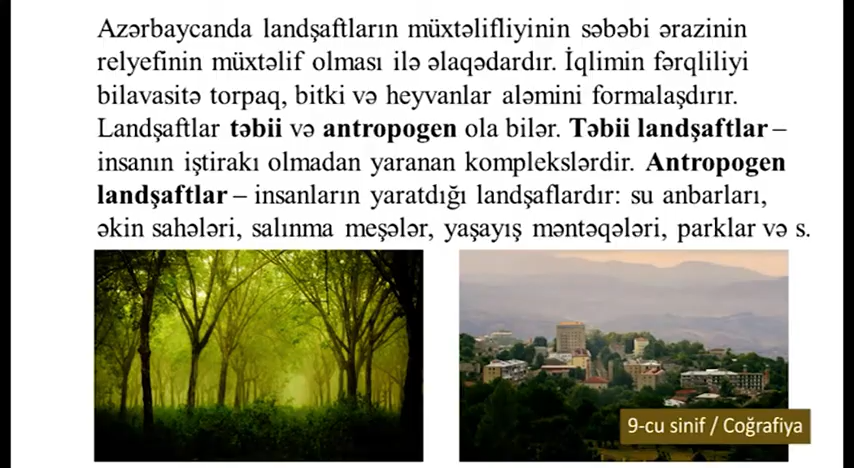 Azərbaycanda landşaftların müxtəlifliyinin səbəbi ərazinin
relyefinin müxtəlif olması ilə əlaqədardır. İqlimin fərqliliyi
bilavasitə torpaq, bitki və heyvanlar aləmini formalaşdırır.
Landşaftlar təbii və antropogen ola bilər. Təbii landşaftlar –
insanın iştirakı olmadan yaranan komplekslərdir. Antropogen
landşaftlar – insanların yaratdığı landşaflardır: su anbarları,
əkin sahələri, salınma meşələr, yaşayış məntəqələri, parklar və s.
9-cu sinif / Coğrafiya